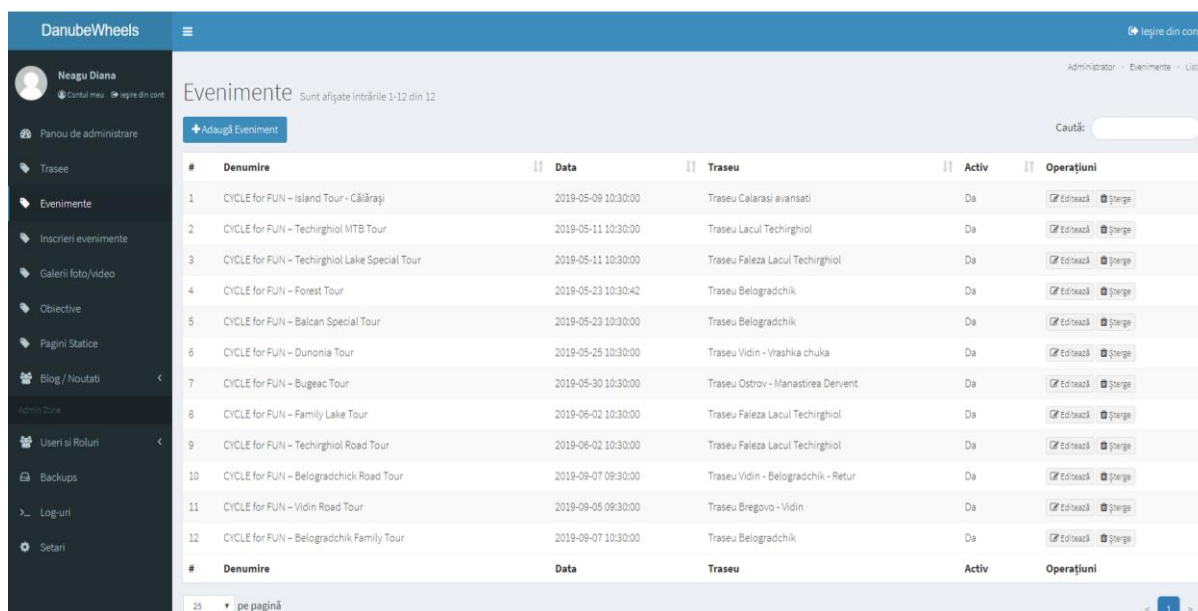 DanubeWheels
Ieșire din con
Neagu Diana
Contul meu Ieșire din cont
Administrator > Evenimente > List
Evenimente Sunt afișate intrările 1-12 din 12
Adaugă Eveniment
Caută:
Panou de administrare
Trasee
Evenimente
Inscrieri evenimente
Galerii foto/video
Obiective
Pagini Statice
Blog / Noutati
Admin Zone
Useri si Roluri
Backups
Log-uri
Setari
# Denumire Data Traseu Activ Operațiuni
1 CYCLE for FUN – Island Tour - Călărași 2019-05-09 10:30:00 Traseu Calarasi avansati Da Editează Șterge
2 CYCLE for FUN – Techirghiol MTB Tour 2019-05-11 10:30:00 Traseu Lacul Techirghiol Da Editează Șterge
3 CYCLE for FUN – Techirghiol Lake Special Tour 2019-05-11 10:30:00 Traseu Faleza Lacul Techirghiol Da Editează Șterge
4 CYCLE for FUN – Forest Tour 2019-05-23 10:30:42 Traseu Belogradchik Da Editează Șterge
5 CYCLE for FUN – Balcan Special Tour 2019-05-23 10:30:00 Traseu Belogradchik Da Editează Șterge
6 CYCLE for FUN – Dunonia Tour 2019-05-25 10:30:00 Traseu Vidin - Vrashka chuka Da Editează Șterge
7 CYCLE for FUN – Bugeac Tour 2019-05-30 10:30:00 Traseu Ostrov - Manastirea Dervent Da Editează Șterge
8 CYCLE for FUN – Family Lake Tour 2019-06-02 10:30:00 Traseu Faleza Lacul Techirghiol Da Editează Șterge
9 CYCLE for FUN – Techirghiol Road Tour 2019-06-02 10:30:00 Traseu Faleza Lacul Techirghiol Da Editează Șterge
10 CYCLE for FUN – Belogradchick Road Tour 2019-09-07 09:30:00 Traseu Vidin - Belogradchik - Retur Da Editează Șterge
11 CYCLE for FUN – Vidin Road Tour 2019-09-05 09:30:00 Traseu Bregovo - Vidin Da Editează Șterge
12 CYCLE for FUN – Belogradchik Family Tour 2019-09-07 10:30:00 Traseu Belogradchik Da Editează Șterge
# Denumire Data Traseu Activ Operațiuni
25 pe pagină
« 1 »